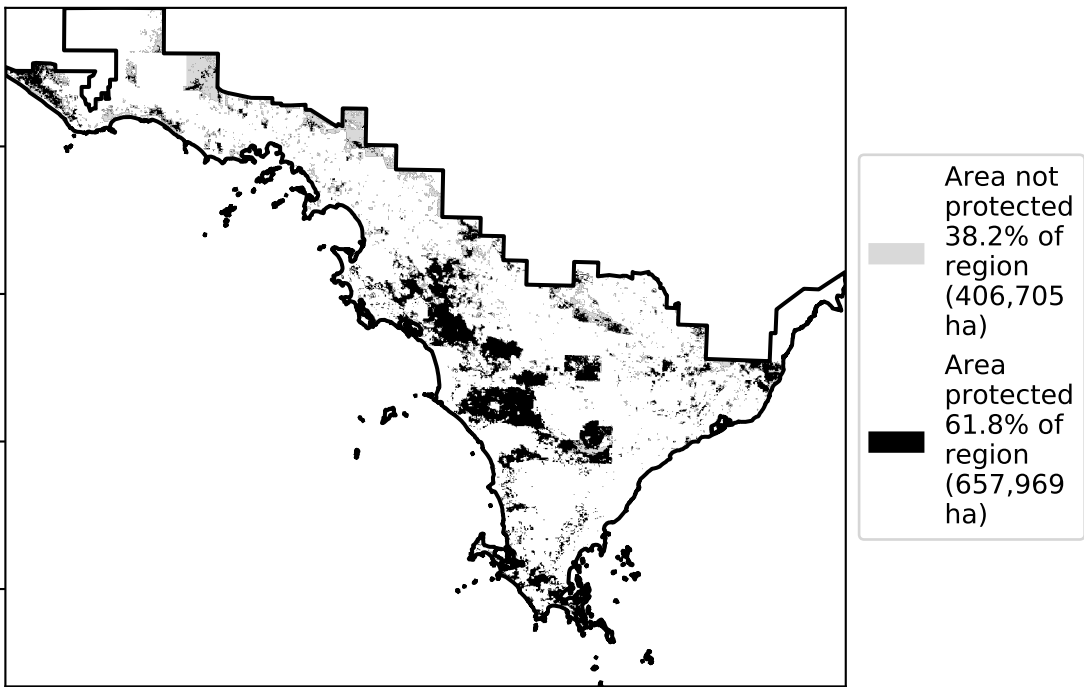 Area not
protected
38.2% of
region
(406,705
ha)
Area
protected
61.8% of
region
(657,969
ha)